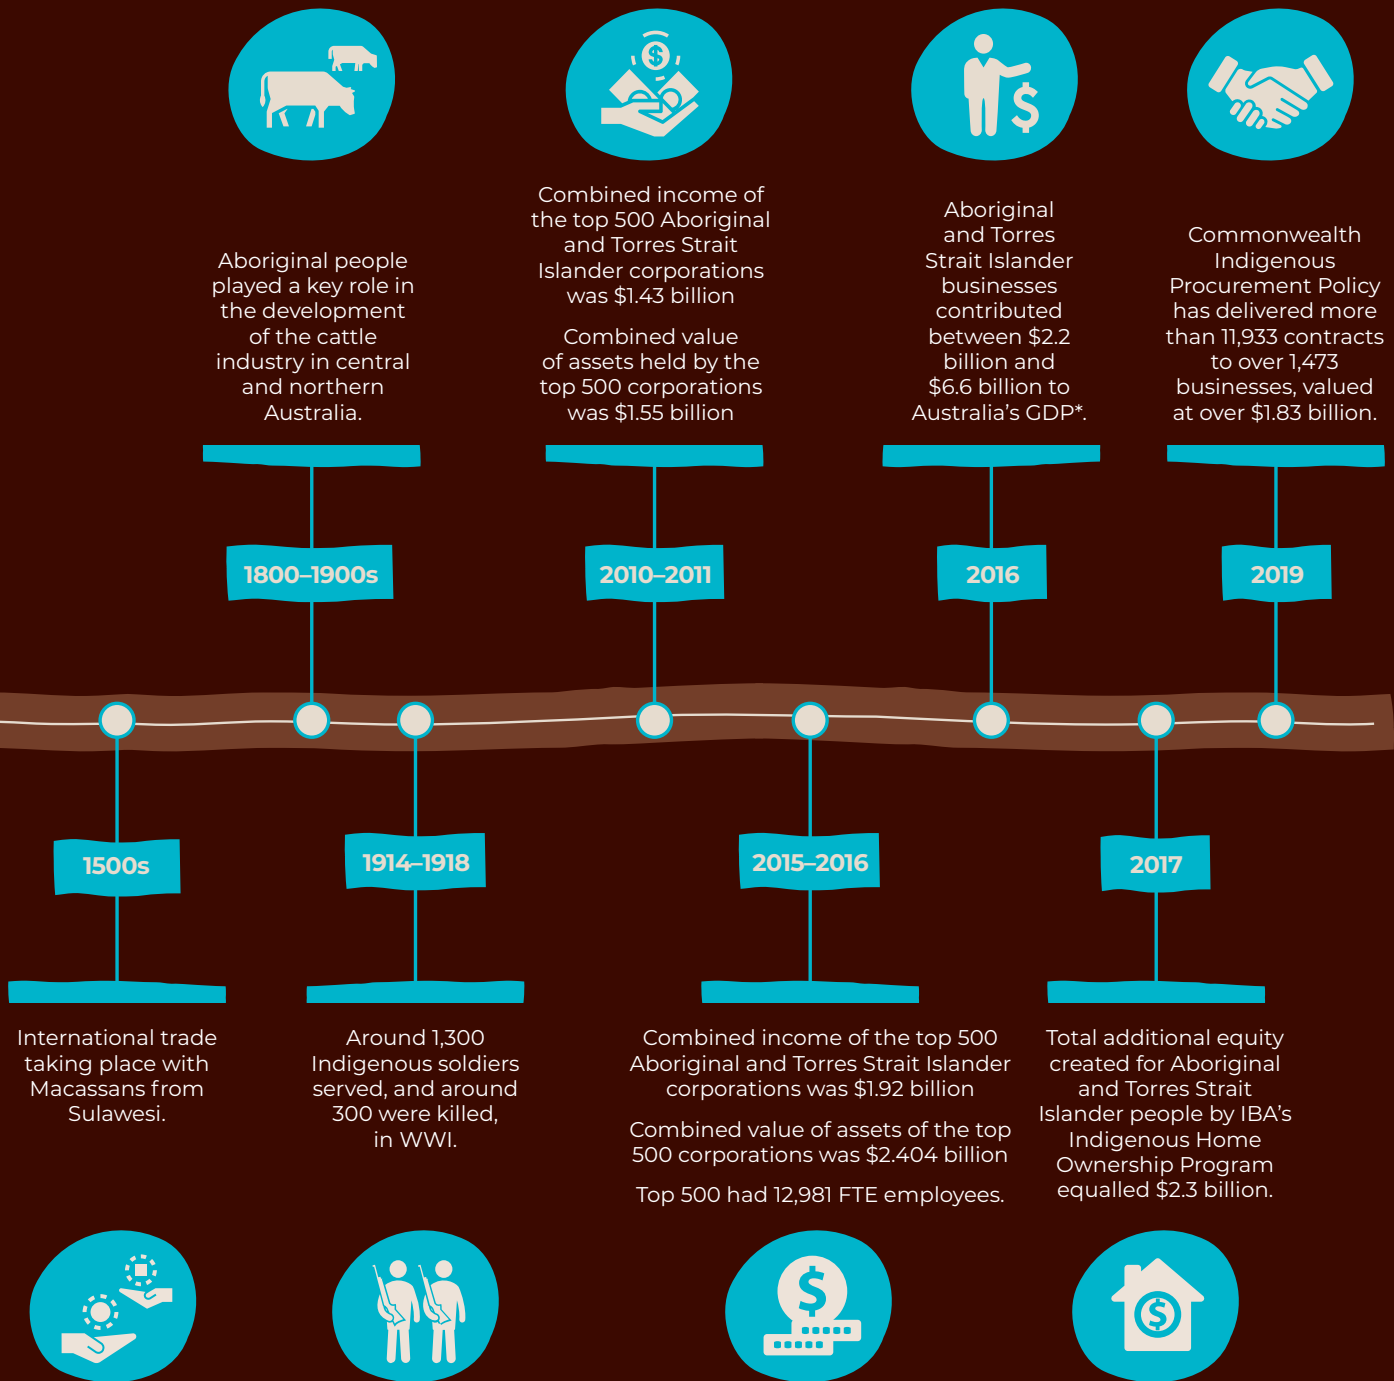 Aboriginal people
played a key role in
the development
of the cattle
industry in central
and northern
Australia.
Combined income of
the top 500 Aboriginal
and Torres Strait
Islander corporations
was $1.43 billion
Combined value
of assets held by the
top 500 corporations
was $1.55 billion
Aboriginal
and Torres
Strait Islander
businesses
contributed
between $2.2
billion and
$6.6 billion to
Australia’s GDP*.
Commonwealth
Indigenous
Procurement Policy
has delivered more
than 11,933 contracts
to over 1,473
businesses, valued
at over $1.83 billion.
1800–1900s
2010–2011
2016
2019
1500s
1914–1918
2015–2016
2017
International trade
taking place with
Macassans from
Sulawesi.
Around 1,300
Indigenous soldiers
served, and around
300 were killed,
in WWI.
Combined income of the top 500
Aboriginal and Torres Strait Islander
corporations was $1.92 billion
Combined value of assets of the top
500 corporations was $2.404 billion
Top 500 had 12,981 FTE employees.
Total additional equity
created for Aboriginal
and Torres Strait
Islander people by IBA’s
Indigenous Home
Ownership Program
equalled $2.3 billion.